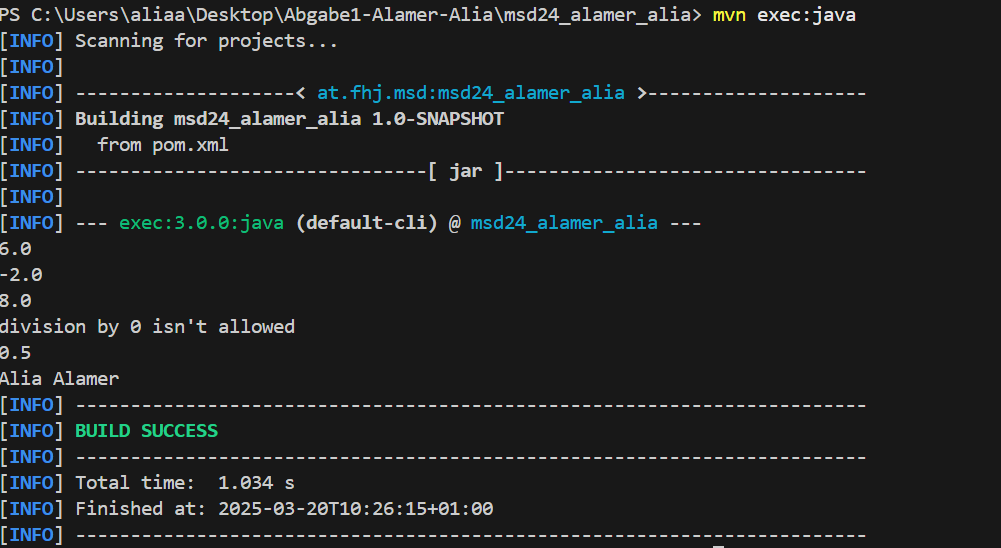 PS C:\Users\aliaa\Desktop\Abgabe1-Alamer-Alia\msd24_alamer_alia> mvn exec:java
[INFO] Scanning for projects...
[INFO]
[INFO] --------------------< at.fhj.msd:msd24_alamer_alia >--------------------
[INFO] Building msd24_alamer_alia 1.0-SNAPSHOT
[INFO]   from pom.xml
[INFO] --------------------------------[ jar ]---------------------------------
[INFO]
[INFO] --- exec:3.0.0:java (default-cli) @ msd24_alamer_alia ---
6.0
-2.0
8.0
division by 0 isn't allowed
0.5
Alia Alamer
[INFO] ------------------------------------------------------------------------
[INFO] BUILD SUCCESS
[INFO] ------------------------------------------------------------------------
[INFO] Total time:  1.034 s
[INFO] Finished at: 2025-03-20T10:26:15+01:00
[INFO] ------------------------------------------------------------------------